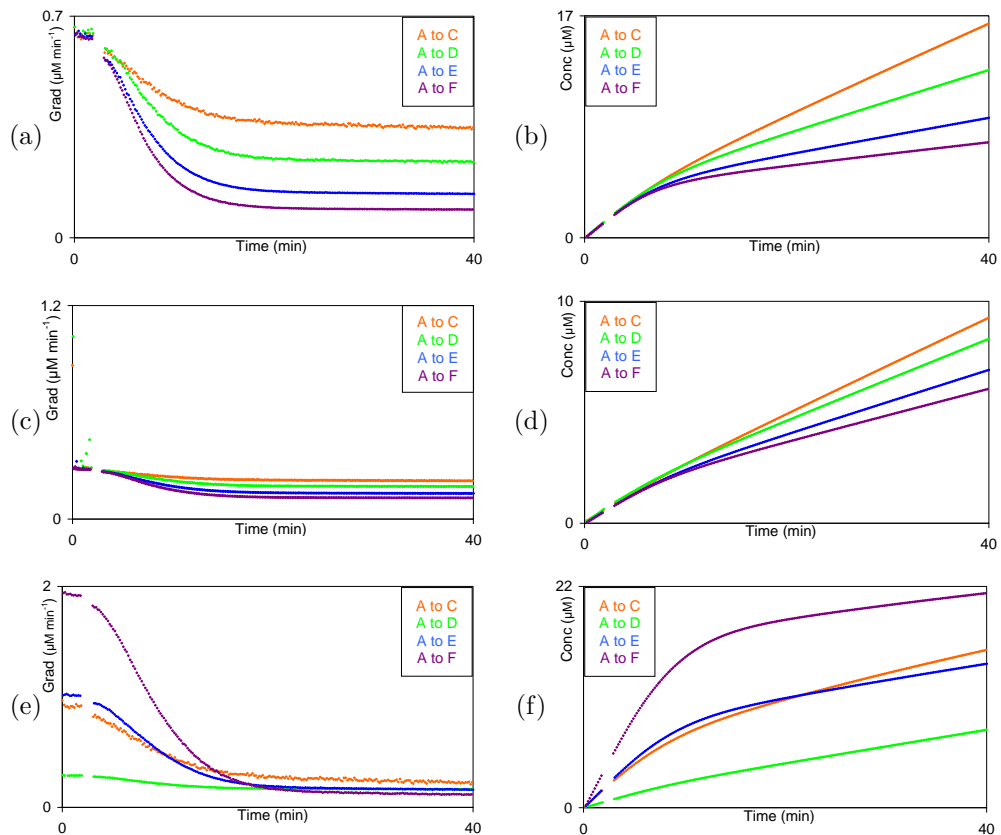 (a)
0.7
Grad (µM min⁻¹)
A to C
A to D
A to E
A to F
0
Time (min)
0
40
(b)
17
Conc (µM)
A to C
A to D
A to E
A to F
0
Time (min)
0
40
(c)
1.2
Grad (µM min⁻¹)
A to C
A to D
A to E
A to F
0
Time (min)
0
40
(d)
10
Conc (µM)
A to C
A to D
A to E
A to F
0
Time (min)
0
40
(e)
2
Grad (µM min⁻¹)
A to C
A to D
A to E
A to F
0
Time (min)
0
40
(f)
22
Conc (µM)
A to C
A to D
A to E
A to F
0
Time (min)
0
40